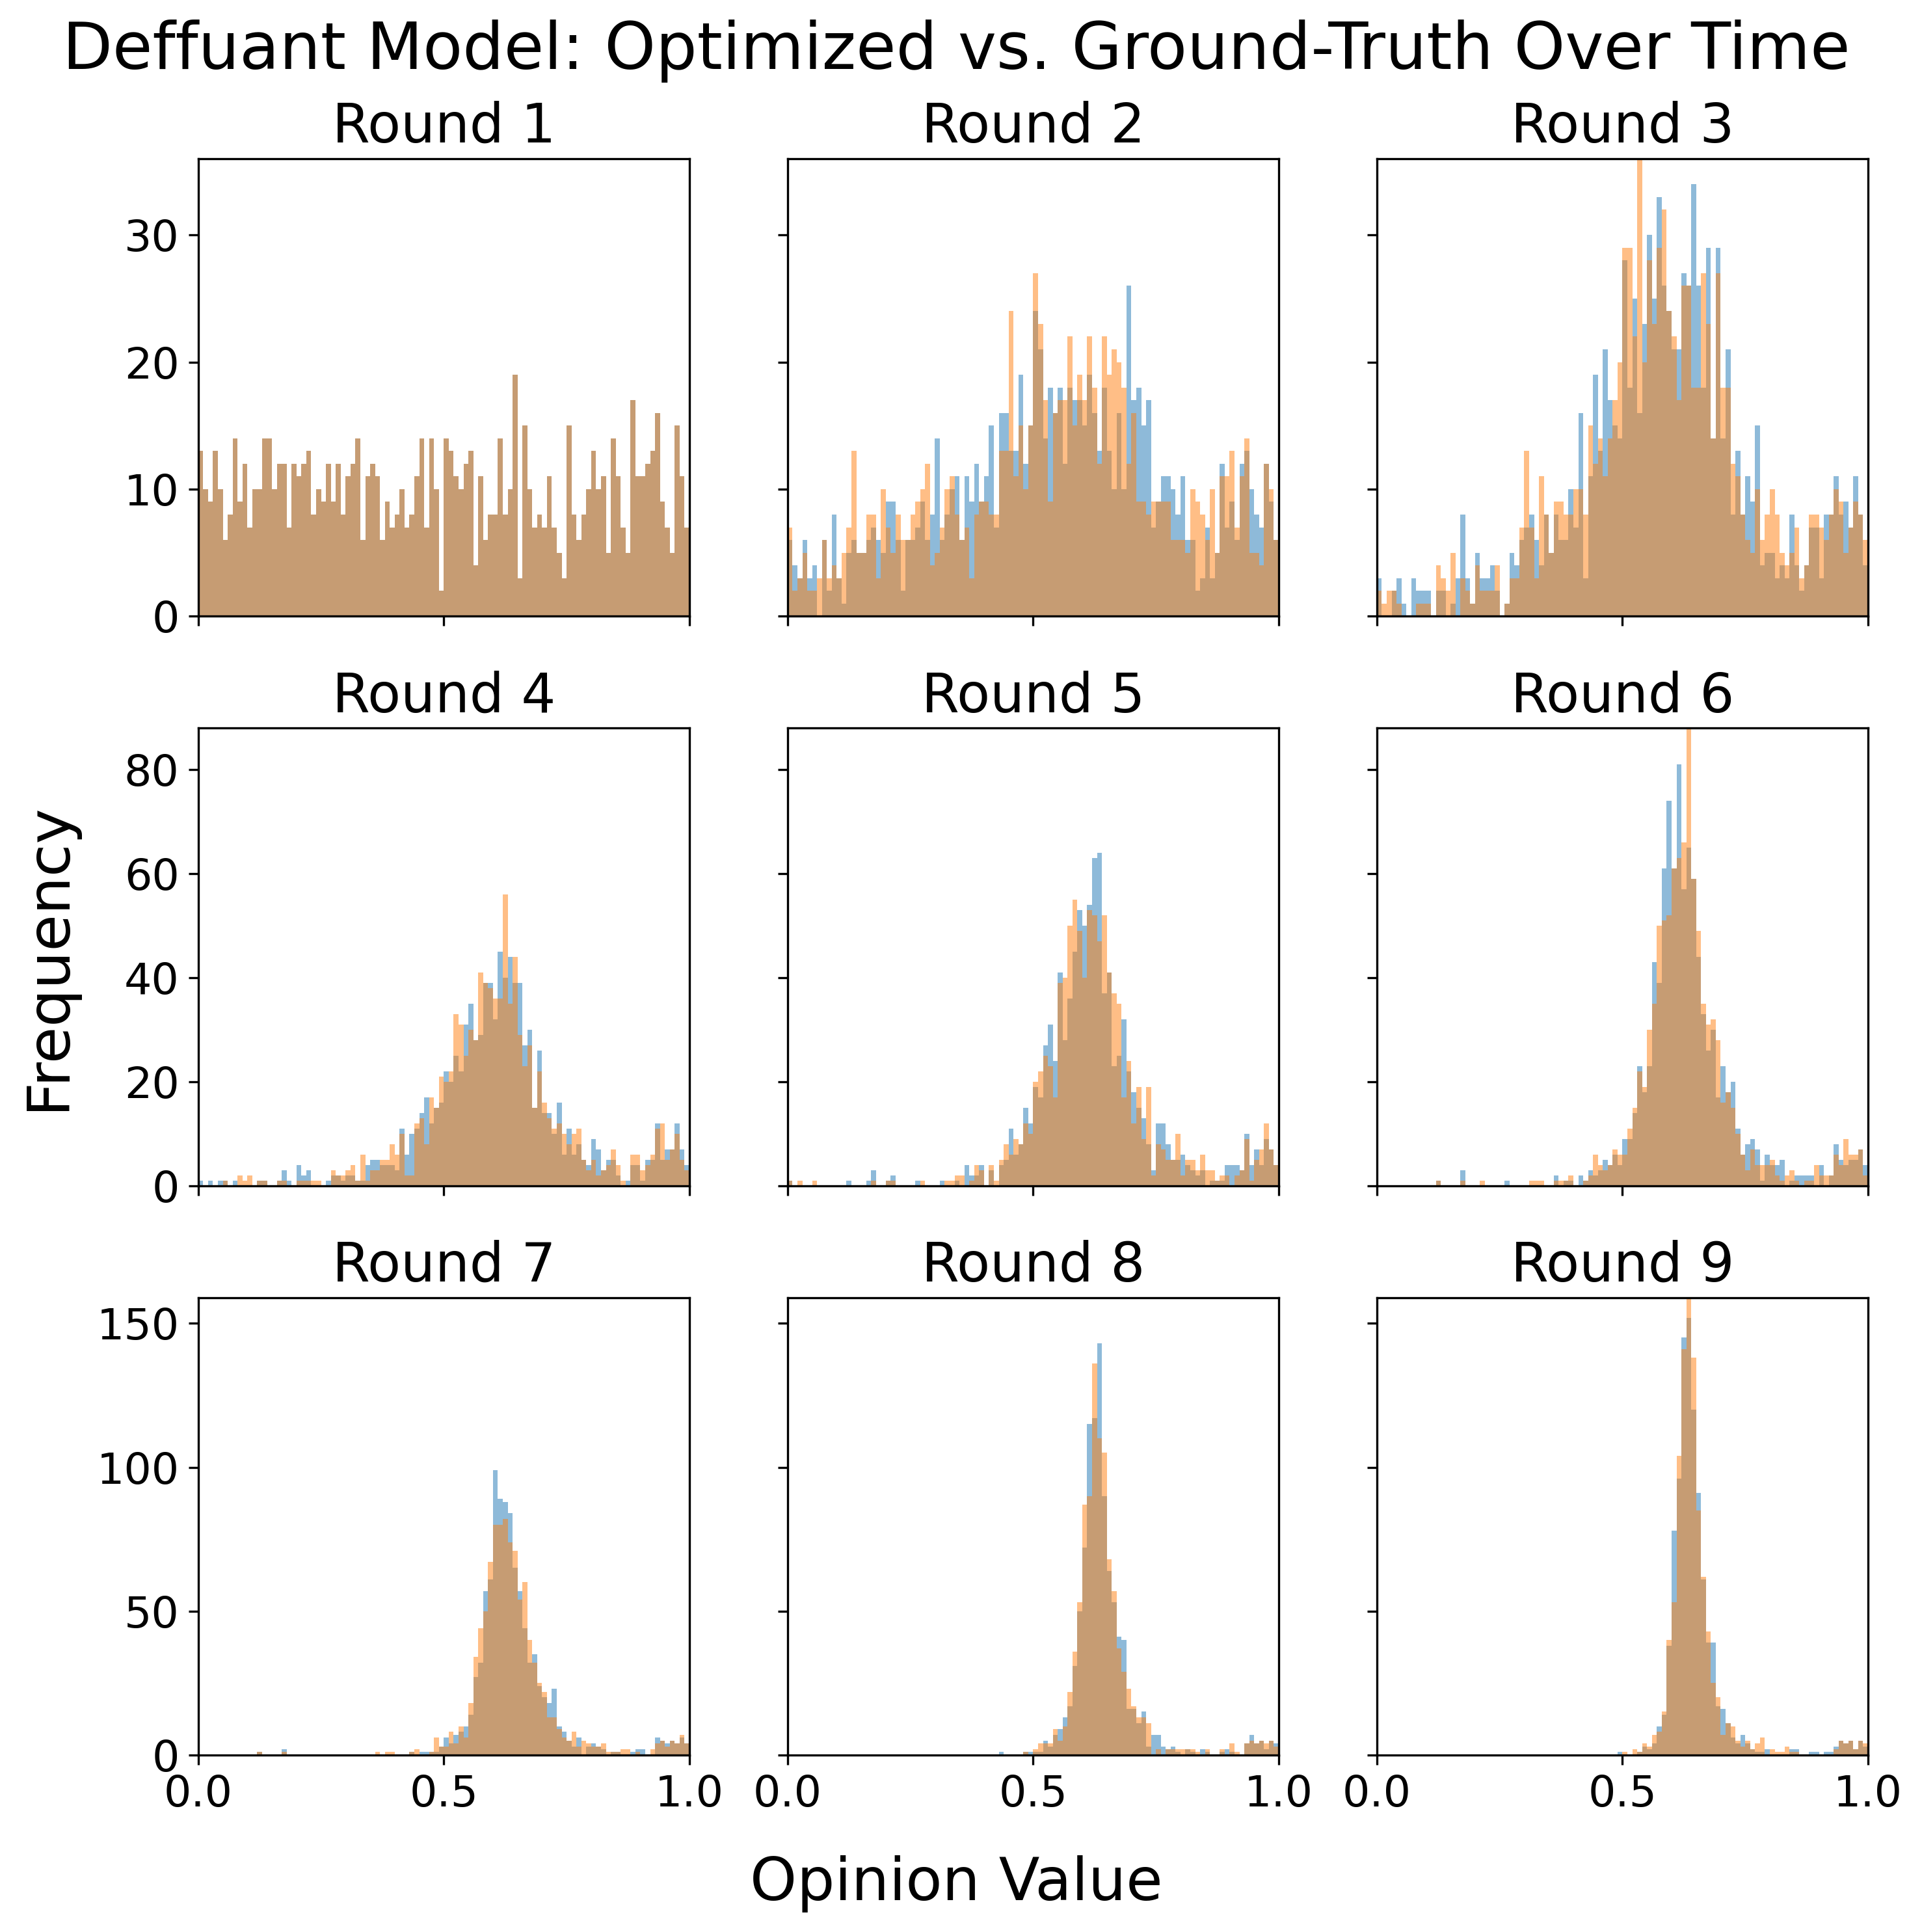 Deffuant Model: Optimized vs. Ground-Truth Over Time
Round 1
Round 2
Round 3
30
20
10
0
Round 4
Round 5
Round 6
Frequency
80
60
40
20
0
Round 7
Round 8
Round 9
150
100
50
0
0.0 0.5 1.0 0.0 0.5 1.0 0.0 0.5 1.0
Opinion Value